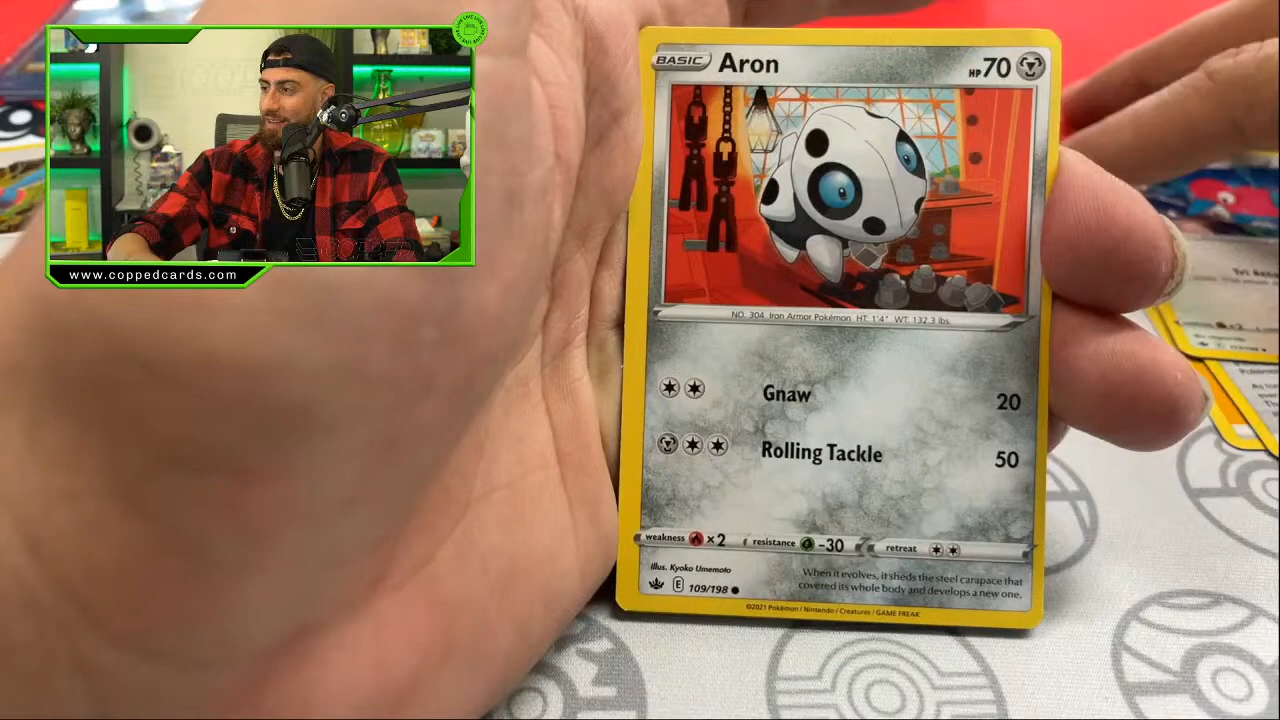 www.coppedcards.com
BASIC Aron HP 70
NO. 304 Iron Armor Pokémon HT: 1'4" WT: 132.3 lbs.
Gnaw 20
Rolling Tackle 50
weakness ×2 resistance -30 retreat
Illus. Kyoko Umemoto
When it evolves, it sheds the steel carapace that
covered its whole body and develops a new one.
E 109/198
©2021 Pokémon / Nintendo / Creatures / GAME FREAK